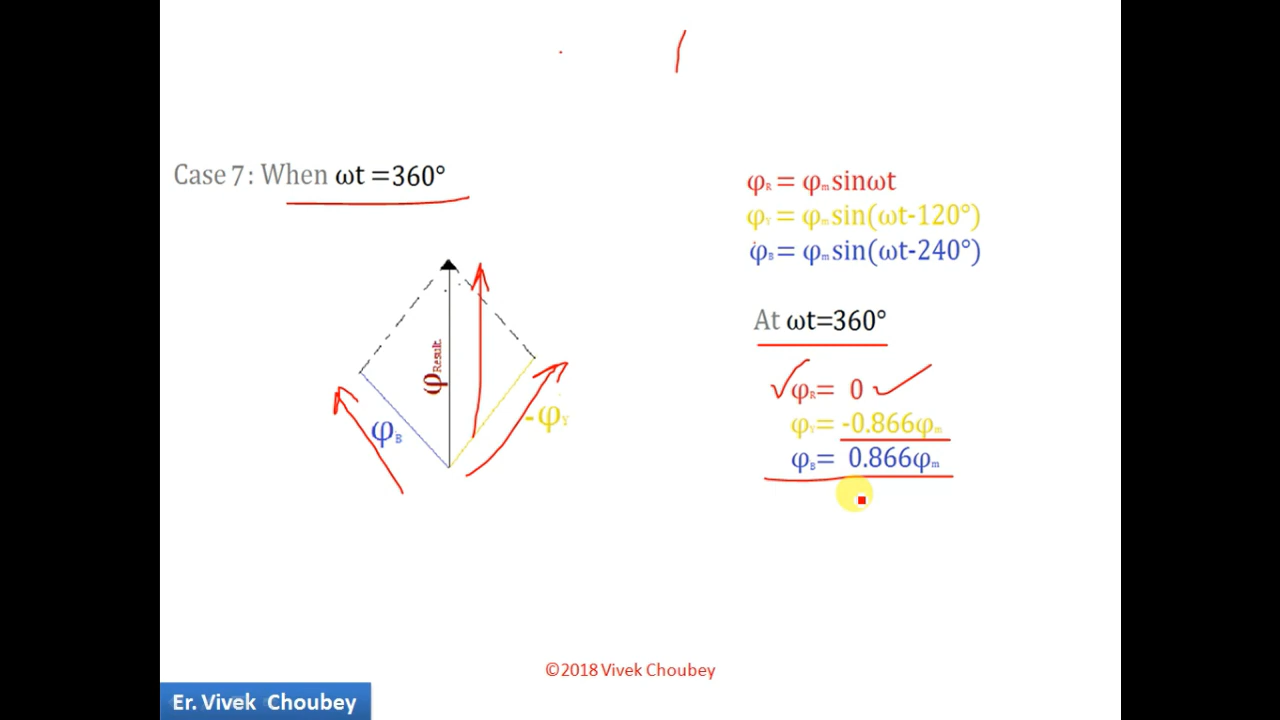 Case 7: When ωt =360°
φR = φm sinωt
φY = φm sin(ωt-120°)
φB = φm sin(ωt-240°)
At ωt=360°
φR = 0
φY = -0.866φm
φB = 0.866φm
φResult.
φB
-φY
©2018 Vivek Choubey
Er. Vivek Choubey